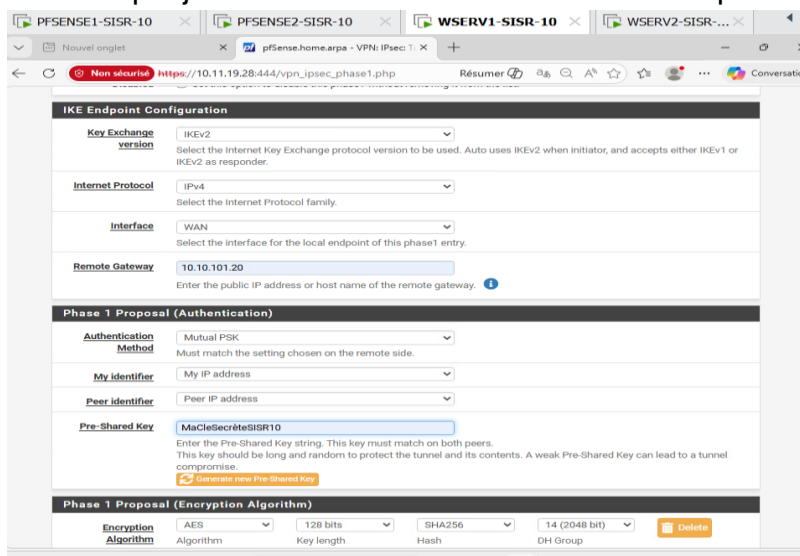 PFSENSE1-SISR-10 PFSENSE2-SISR-10 WSERV1-SISR-10 WSERV2-SISR-...
Nouvel onglet pfSense.home.arpa - VPN: IPsec: T
Non sécurisé https://10.11.19.28:444/vpn_ipsec_phase1.php Résumer Conversatic
IKE Endpoint Configuration
Key Exchange version IKEv2
Select the Internet Key Exchange protocol version to be used. Auto uses IKEv2 when initiator, and accepts either IKEv1 or
IKEv2 as responder.
Internet Protocol IPv4
Select the Internet Protocol family.
Interface WAN
Select the interface for the local endpoint of this phase1 entry.
Remote Gateway 10.10.101.20
Enter the public IP address or host name of the remote gateway.
Phase 1 Proposal (Authentication)
Authentication Method Mutual PSK
Must match the setting chosen on the remote side.
My identifier My IP address
Peer identifier Peer IP address
Pre-Shared Key MaCleSecrèteSISR10
Enter the Pre-Shared Key string. This key must match on both peers.
This key should be long and random to protect the tunnel and its contents. A weak Pre-Shared Key can lead to a tunnel
compromise.
Generate new Pre-Shared Key
Phase 1 Proposal (Encryption Algorithm)
Encryption Algorithm AES 128 bits SHA256 14 (2048 bit) Delete
Algorithm Key length Hash DH Group